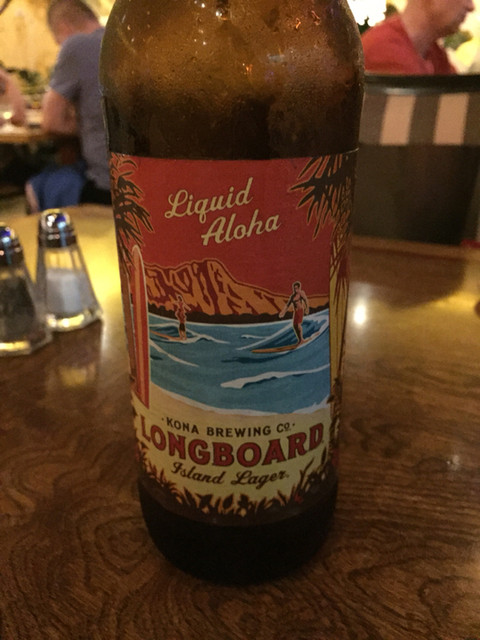 Liquid
Aloha
·KONA BREWING CO.·
LONGBOARD
Island Lager